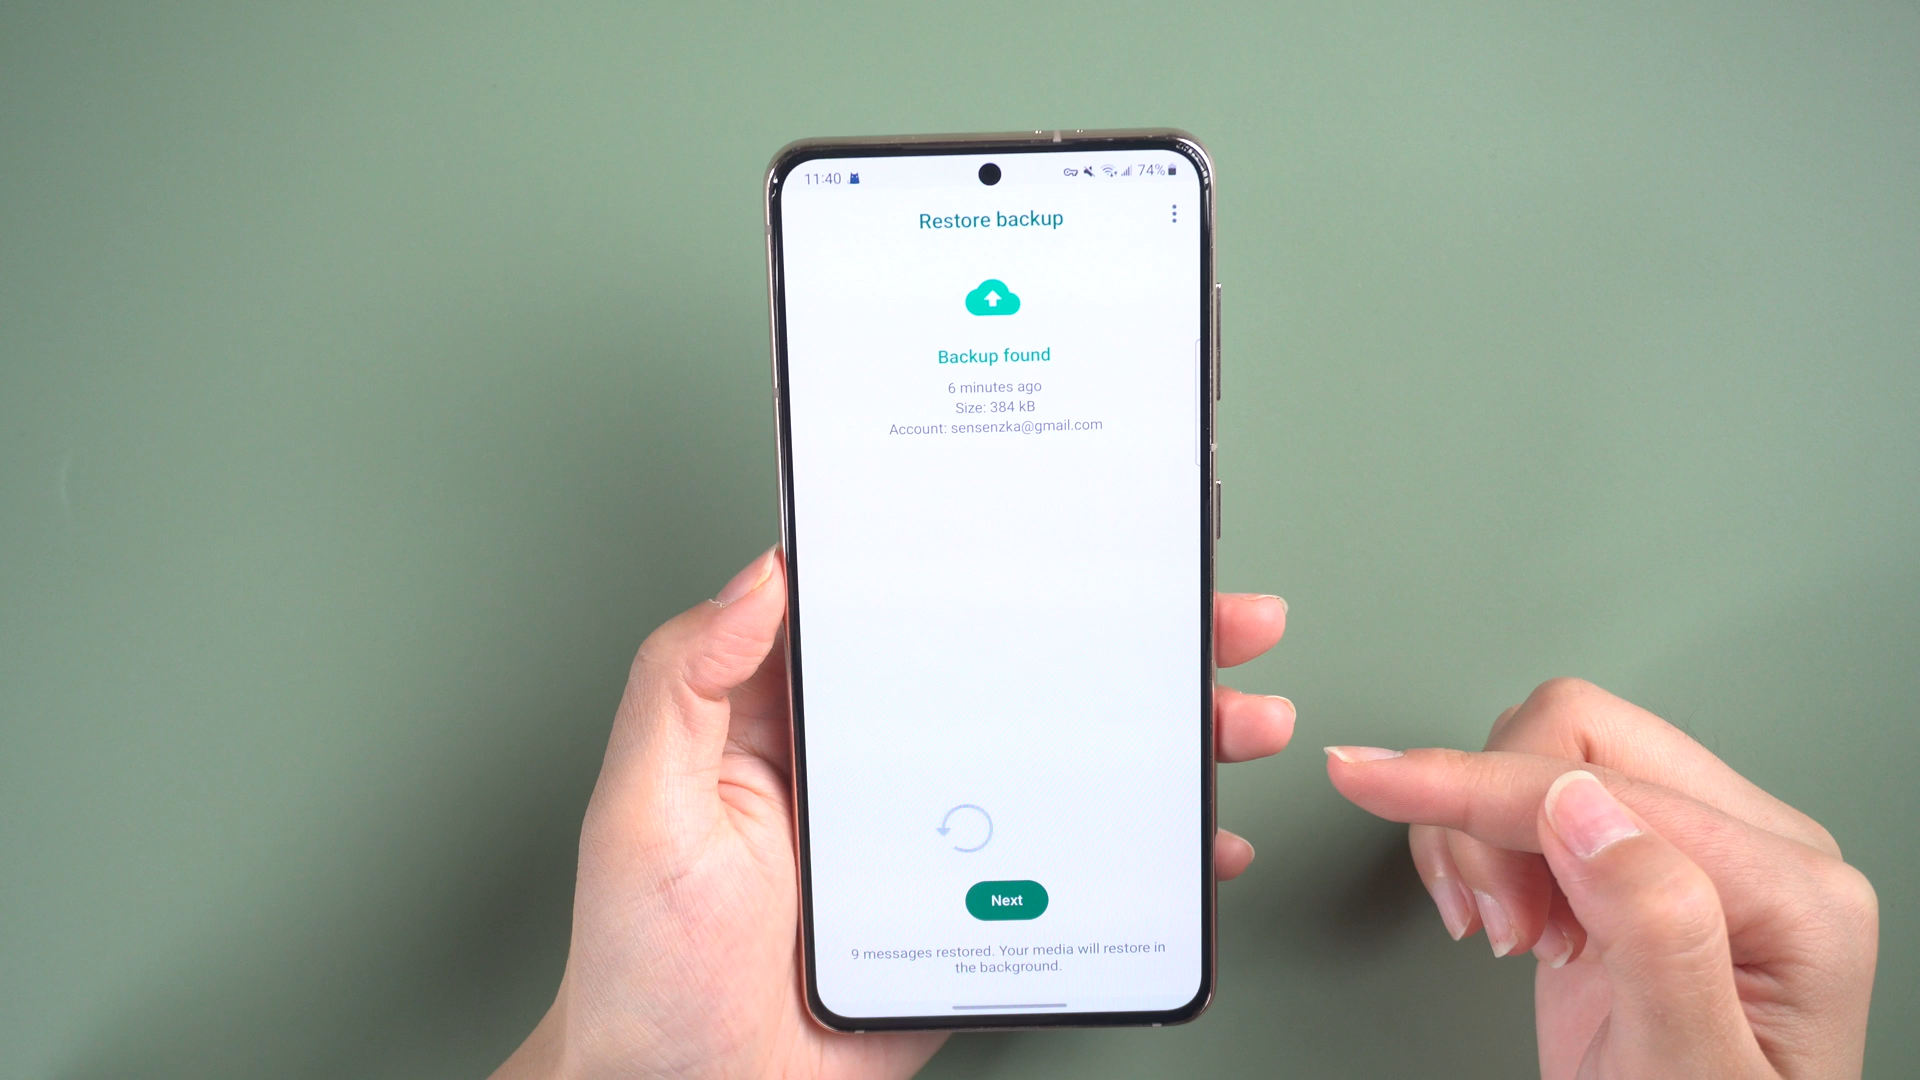 11:40 74%
Restore backup
Backup found
6 minutes ago
Size: 384 kB
Account: sensenzka@gmail.com
Next
9 messages restored. Your media will restore in
the background.